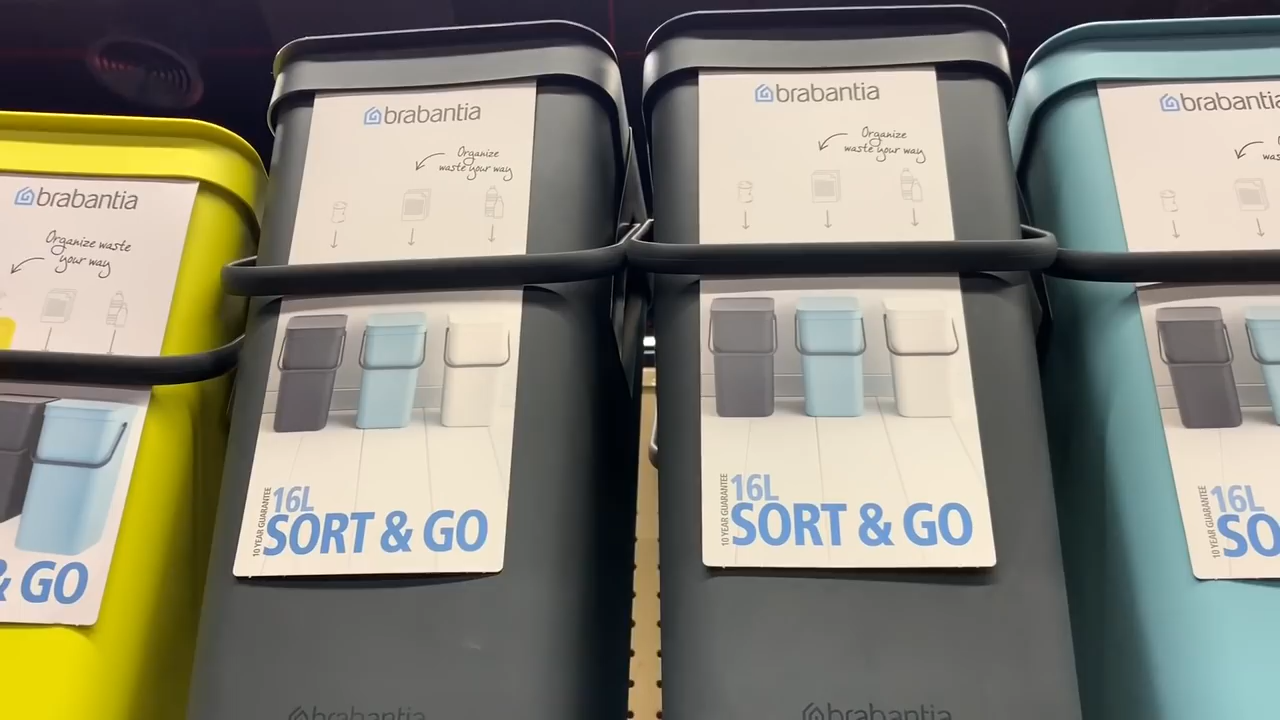 brabantia
Organize waste
your way
& GO
brabantia
Organize
waste your way
10 YEAR GUARANTEE
16L
SORT & GO
brabantia
brabantia
Organize
waste your way
10 YEAR GUARANTEE
16L
SORT & GO
brabantia
brabantia
10 YEAR GUARANTEE
16L
SO